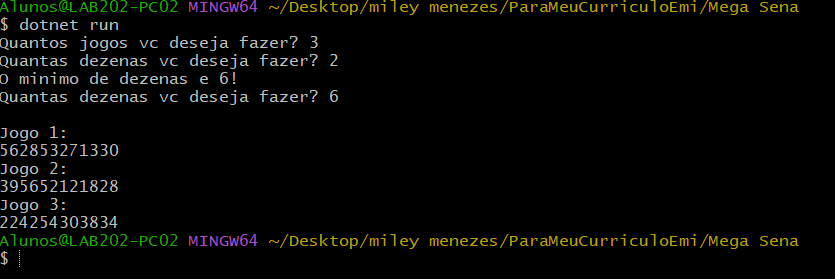 Alunos@LAB202-PC02 MINGW64 ~/Desktop/miley menezes/ParaMeuCurriculoEmi/Mega Sena
$ dotnet run
Quantos jogos vc deseja fazer? 3
Quantas dezenas vc deseja fazer? 2
O minimo de dezenas e 6!
Quantas dezenas vc deseja fazer? 6
Jogo 1:
562853271330
Jogo 2:
395652121828
Jogo 3:
224254303834
Alunos@LAB202-PC02 MINGW64 ~/Desktop/miley menezes/ParaMeuCurriculoEmi/Mega Sena
$